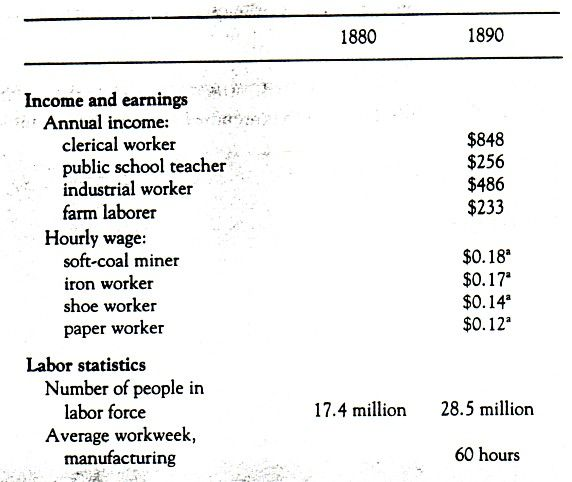 1880 1890
Income and earnings
Annual income:
clerical worker $848
public school teacher $256
industrial worker $486
farm laborer $233
Hourly wage:
soft-coal miner $0.18ᵃ
iron worker $0.17ᵃ
shoe worker $0.14ᵃ
paper worker $0.12ᵃ
Labor statistics
Number of people in
labor force 17.4 million 28.5 million
Average workweek,
manufacturing 60 hours